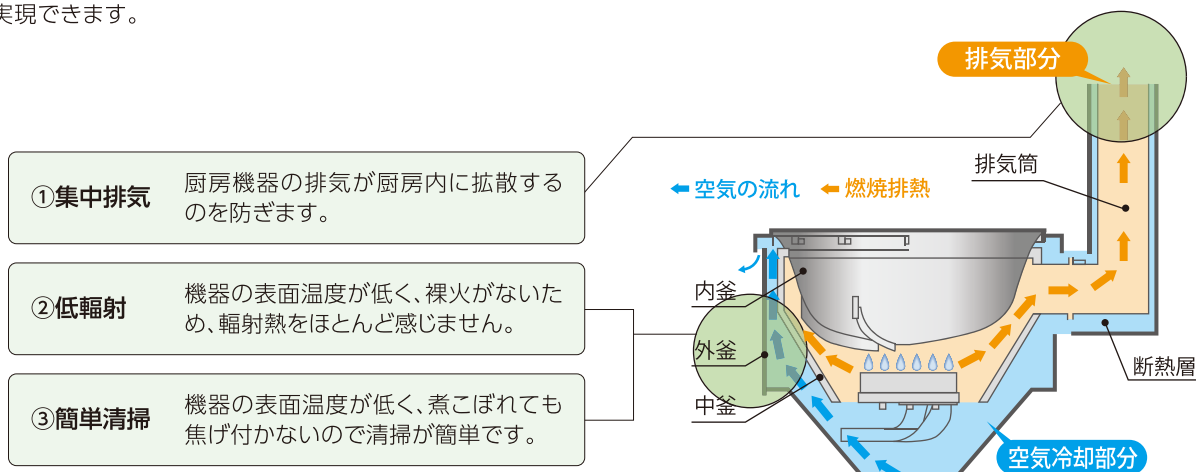 実現できます。
排気部分
①集中排気
厨房機器の排気が厨房内に拡散する
のを防ぎます。
②低輻射
機器の表面温度が低く、裸火がないた
め、輻射熱をほとんど感じません。
③簡単清掃
機器の表面温度が低く、煮こぼれても
焦げ付かないので清掃が簡単です。
空気の流れ
燃焼排熱
排気筒
内釜
外釜
中釜
断熱層
空気冷却部分